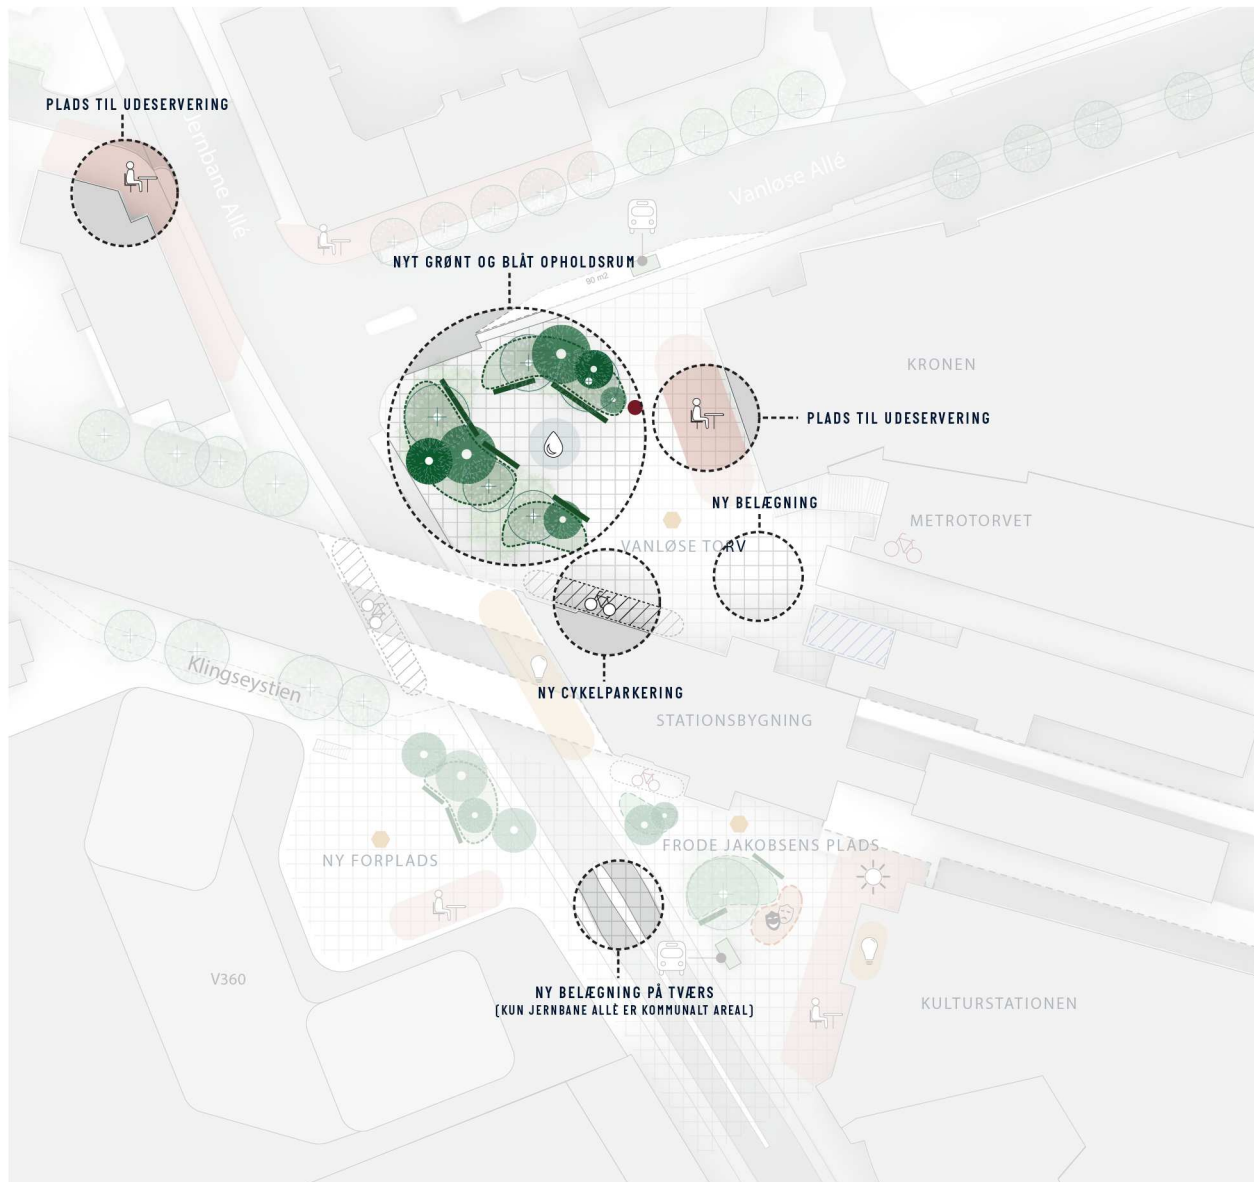 PLADS TIL UDESERVERING
Jernbane Allé
Vanløse Allé
NYT GRØNT OG BLÅT OPHOLDSRUM
90 m2
KRONEN
PLADS TIL UDESERVERING
NY BELÆGNING
METROTORVET
VANLØSE TORV
Klingseystien
NY CYKELPARKERING
STATIONSBYGNING
FRODE JAKOBSENS PLADS
NY FORPLADS
V360
NY BELÆGNING PÅ TVÆRS
(KUN JERNBANE ALLÉ ER KOMMUNALT AREAL)
KULTURSTATIONEN